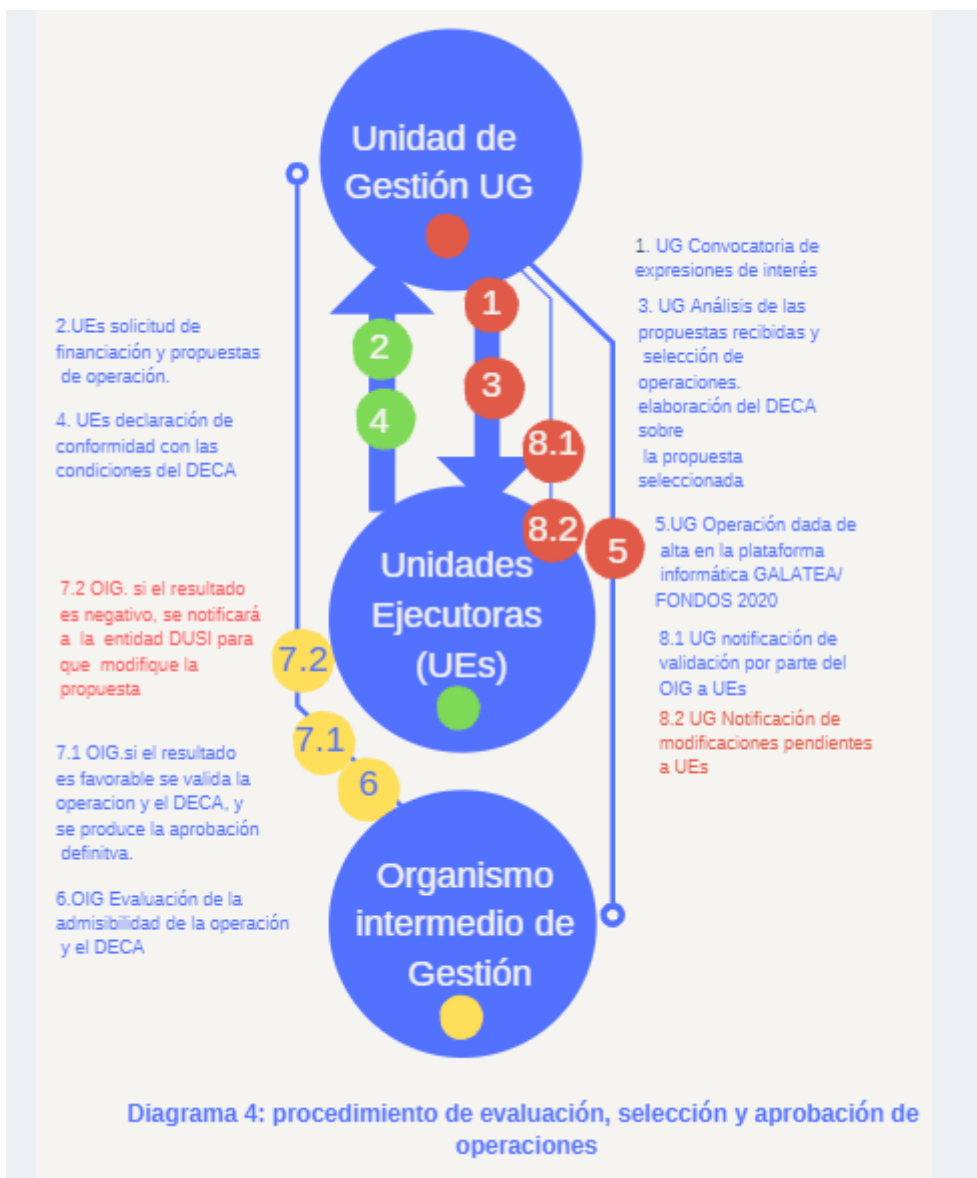 Unidad de
Gestión UG
1
2
3
4
8.1
8.2
5
Unidades
Ejecutoras
(UEs)
7.2
7.1
6
Organismo
intermedio de
Gestión
2.UEs solicitud de
financiación y propuestas
de operación.
4. UEs declaración de
conformidad con las
condiciones del DECA
7.2 OIG. si el resultado
es negativo, se notificará
a la entidad DUSI para
que modifique la
propuesta
7.1 OIG.si el resultado
es favorable se valida la
operacion y el DECA, y
se produce la aprobación
definitva.
6.OIG Evaluación de la
admisibilidad de la operación
y el DECA
1. UG Convocatoria de
expresiones de interés
3. UG Análisis de las
propuestas recibidas y
selección de
operaciones.
elaboración del DECA
sobre
la propuesta
seleccionada
5.UG Operación dada de
alta en la plataforma
informática GALATEA/
FONDOS 2020
8.1 UG notificación de
validación por parte del
OIG a UEs
8.2 UG Notificación de
modificaciones pendientes
a UEs
Diagrama 4: procedimiento de evaluación, selección y aprobación de
operaciones